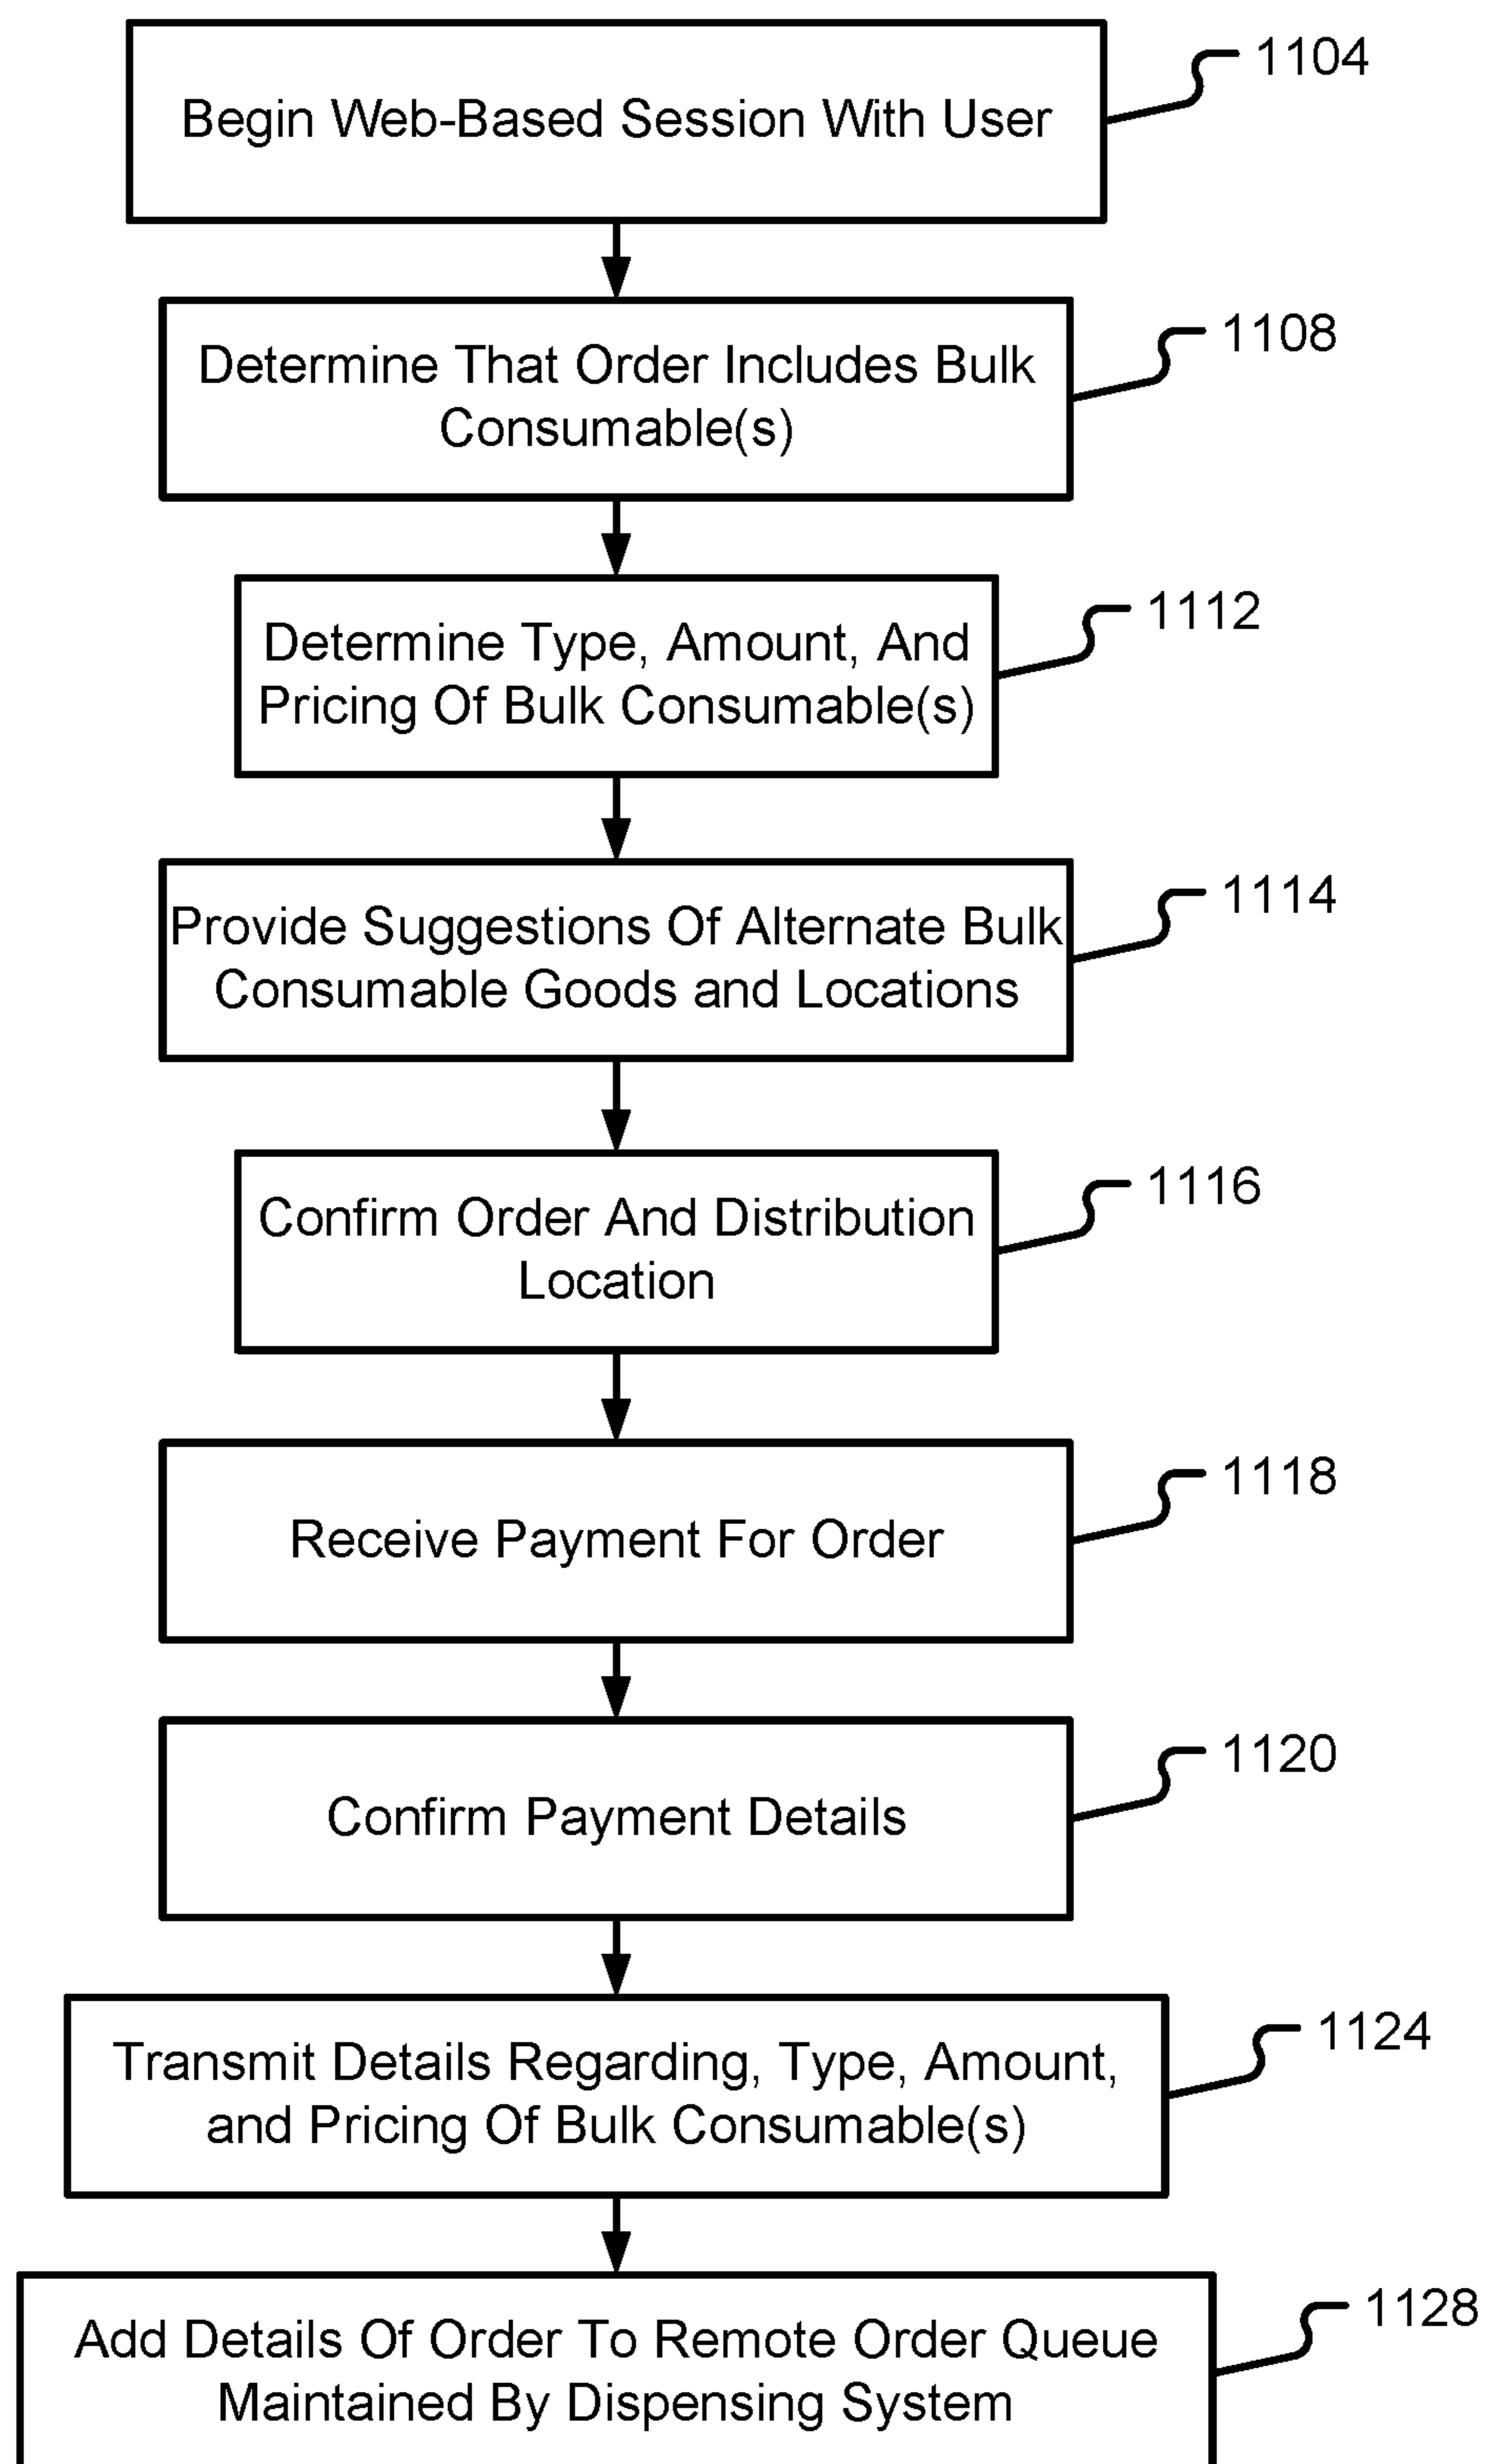 Begin Web-Based Session With User
1104
Determine That Order Includes Bulk
Consumable(s)
1108
Determine Type, Amount, And
Pricing Of Bulk Consumable(s)
1112
Provide Suggestions Of Alternate Bulk
Consumable Goods and Locations
1114
Confirm Order And Distribution
Location
1116
Receive Payment For Order
1118
Confirm Payment Details
1120
Transmit Details Regarding, Type, Amount,
and Pricing Of Bulk Consumable(s)
1124
Add Details Of Order To Remote Order Queue
Maintained By Dispensing System
1128